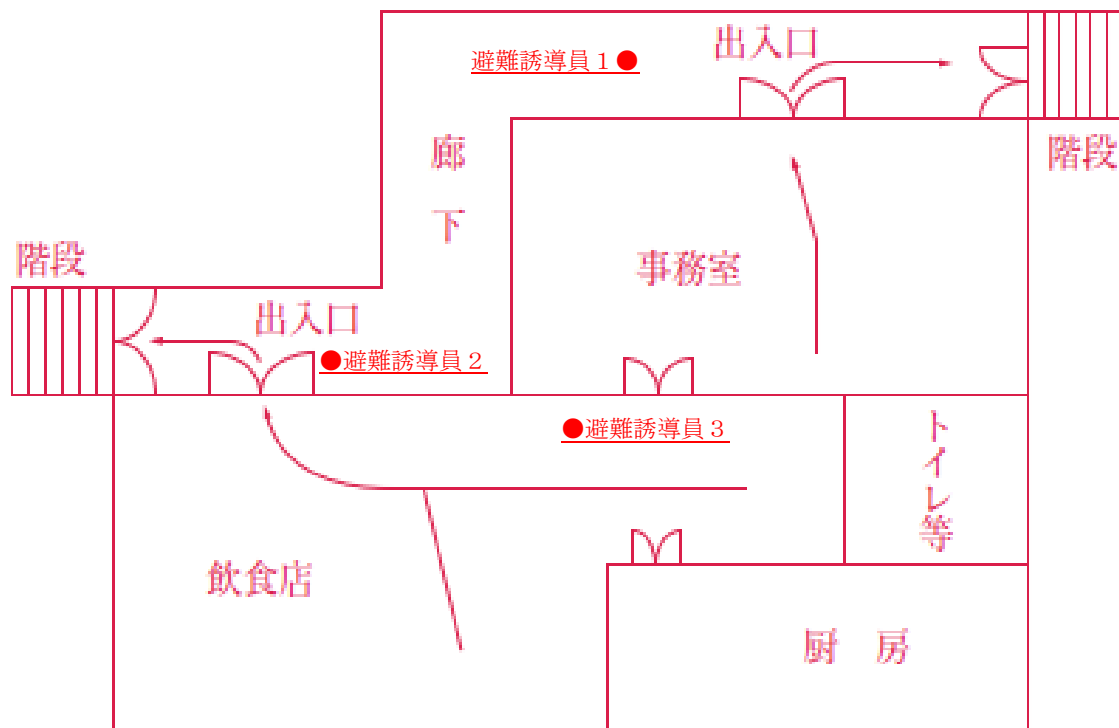 避難誘導員１●
出入口
廊下
階段
階段
事務室
出入口
●避難誘導員２
●避難誘導員３
トイレ等
飲食店
厨　房